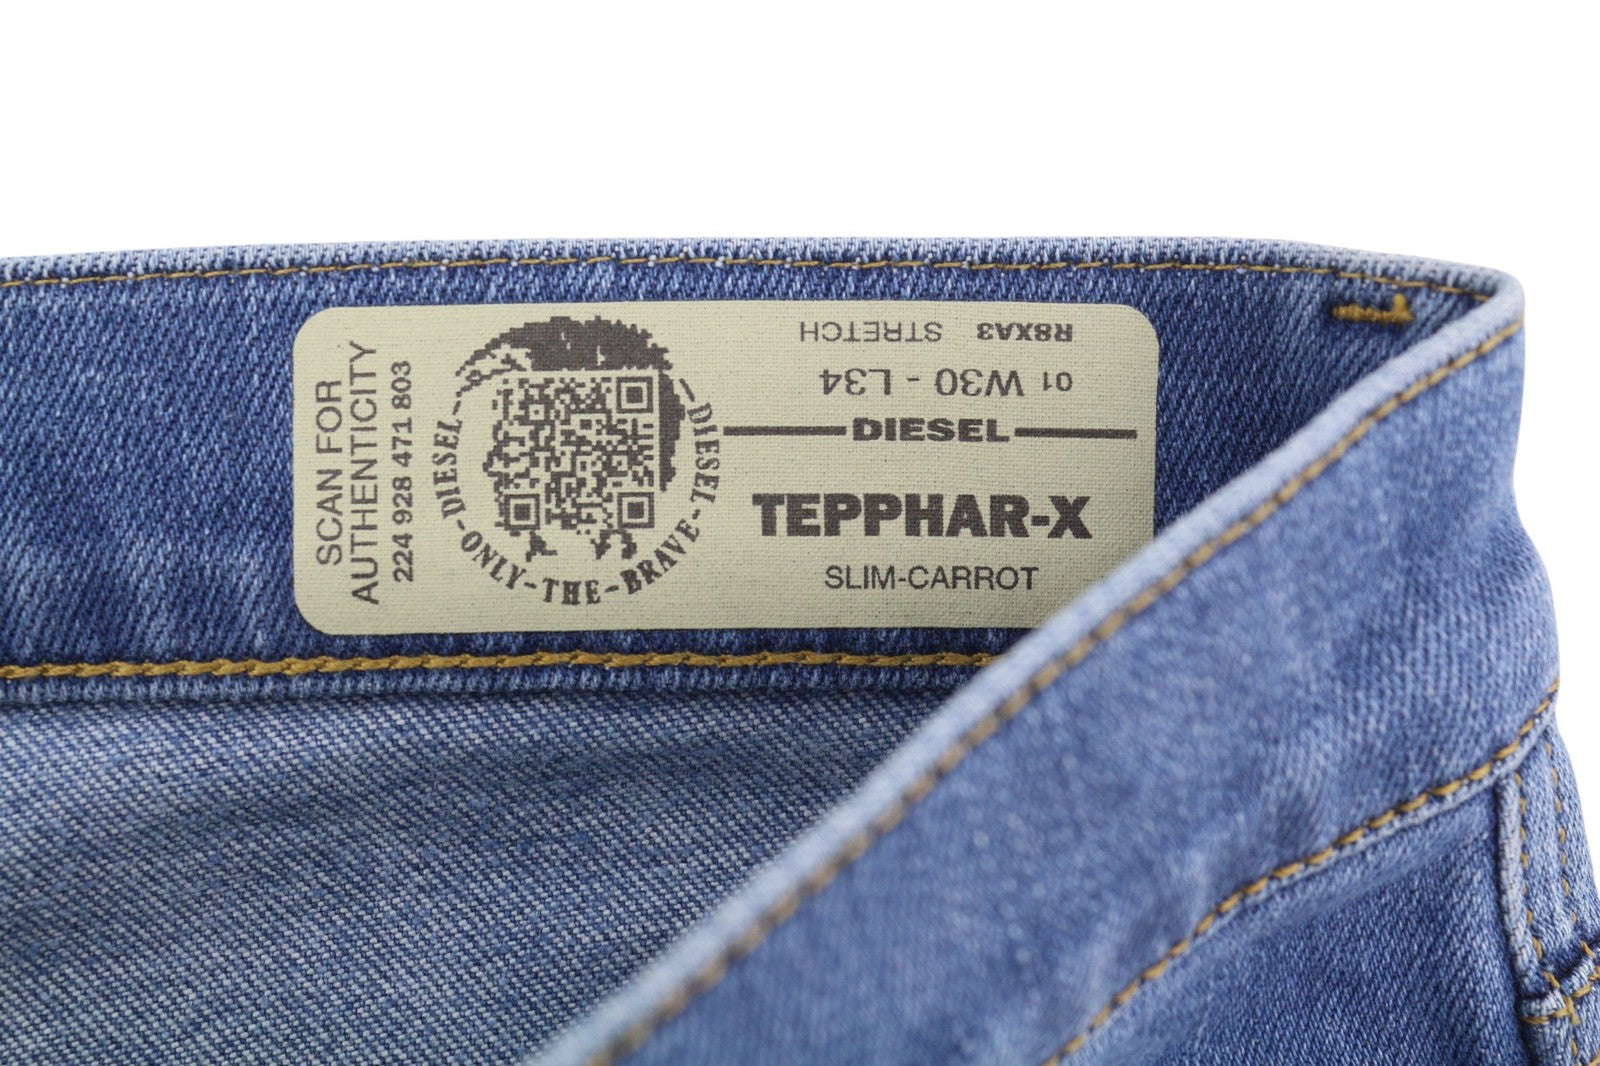 SCAN FOR
AUTHENTICITY
224 928 471 803
DIESEL-ONLY-THE-BRAVE-DIESEL
R8XA3 STRETCH
01 W30 - L34
DIESEL
TEPPHAR-X
SLIM-CARROT